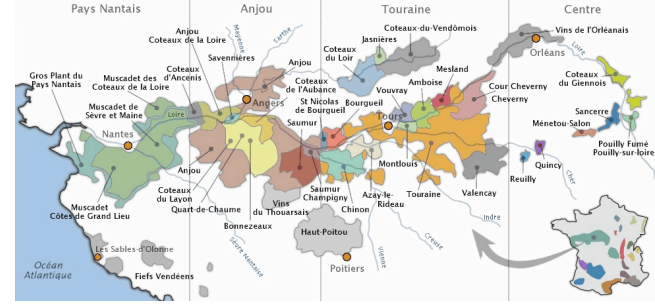 Pays Nantais
Anjou
Touraine
Centre
Anjou
Coteaux de la Loire
Mayenne
Sarthe
Coteaux-du-Vendômois
Jasnières
Vins de l'Orléanais
Coteaux
du Loir
Orléans
Loire
Savennières
Coteaux
d'Ancenis
Anjou
Gros Plant du
Pays Nantais
Muscadet des
Coteaux de la Loire
Coteaux
de l'Aubance
Mesland
Amboise
Vouvray
Cour Cheverny
Cheverny
Coteaux
du Giennois
Muscadet de
Sèvre et Maine
Loire
Angers
St Nicolas
de Bourgueil
Bourgueil
Saumur
Tours
Sancerre
Ménetou-Salon
Nantes
Pouilly Fumé
Pouilly-sur-loire
Anjou
Montlouis
Quincy
Reuilly
Cher
Coteaux
du Layon
Quart-de-Chaume
Bonnezeaux
Vins
du Thouarsais
Saumur
Champigny
Chinon
Azay-le-
Rideau
Touraine
Valencay
Muscadet
Côtes de Grand Lieu
Indre
Haut-Poitou
Creuse
Vienne
Sèvre Nantaise
Les Sables-d'Olonne
Océan
Atlantique
Fiefs Vendéens
Poitiers